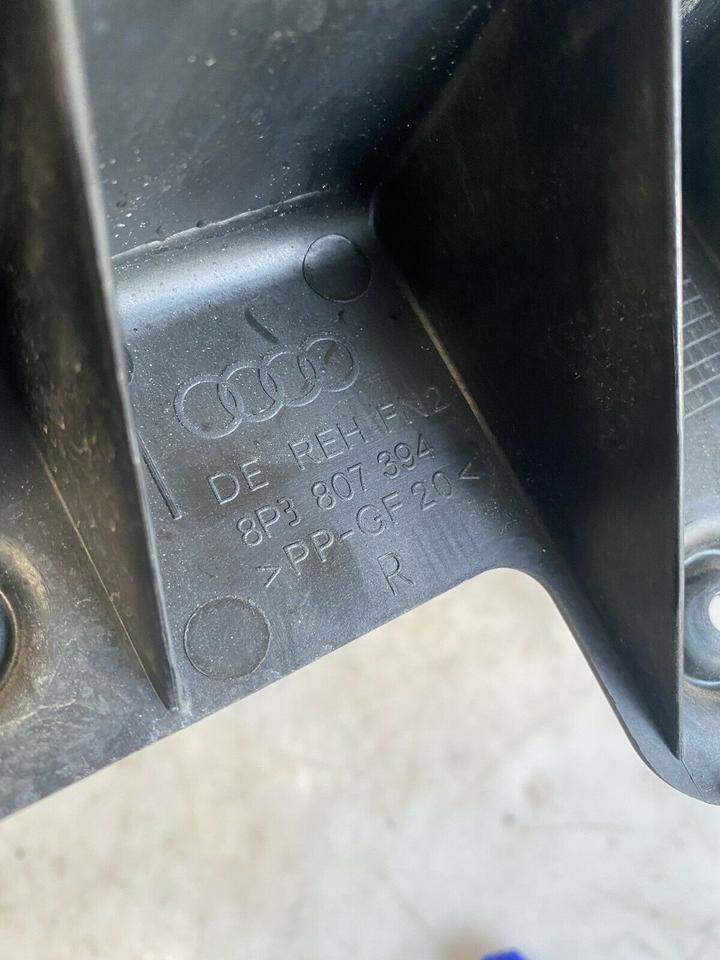 DE REH FN2
8P3 807 394
>PP-GF20<
R